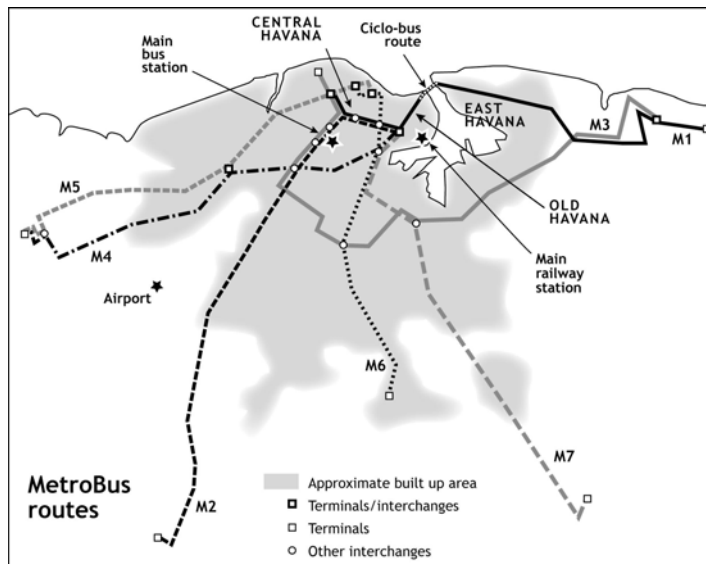 CENTRAL
HAVANA
Ciclo-bus
route
Main
bus
station
EAST
HAVANA
M3
M1
M5
OLD
HAVANA
M4
Main
railway
station
Airport
M6
M7
MetroBus
routes
M2
Approximate built up area
Terminals/interchanges
Terminals
Other interchanges